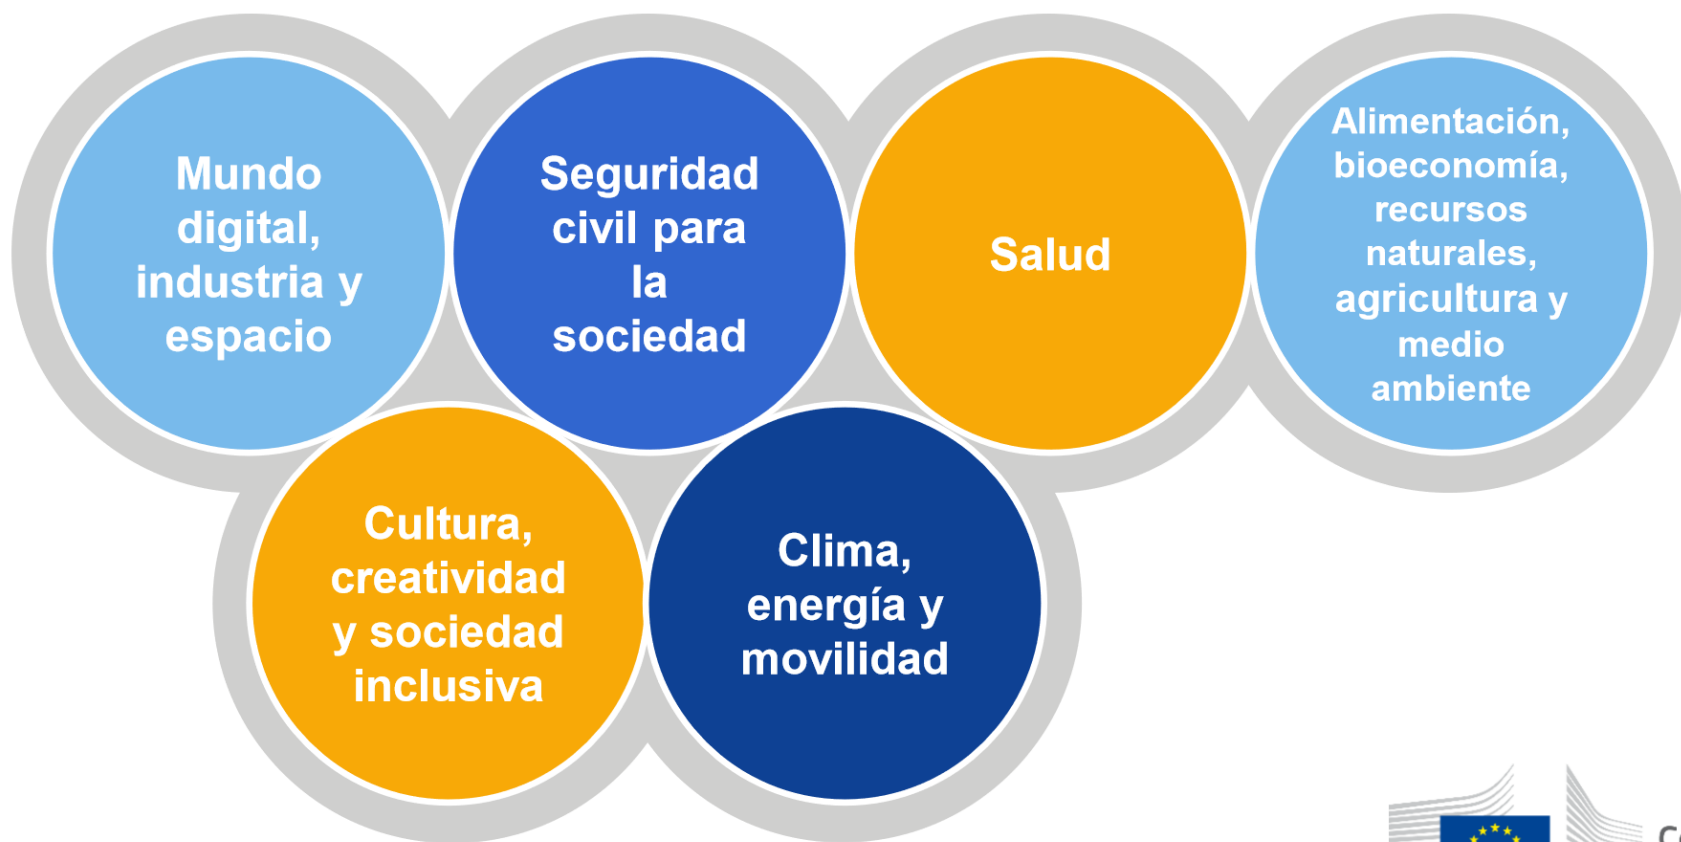 Mundo
digital,
industria y
espacio
Seguridad
civil para
la
sociedad
Salud
Alimentación,
bioeconomía,
recursos
naturales,
agricultura y
medio
ambiente
Cultura,
creatividad
y sociedad
inclusiva
Clima,
energía y
movilidad